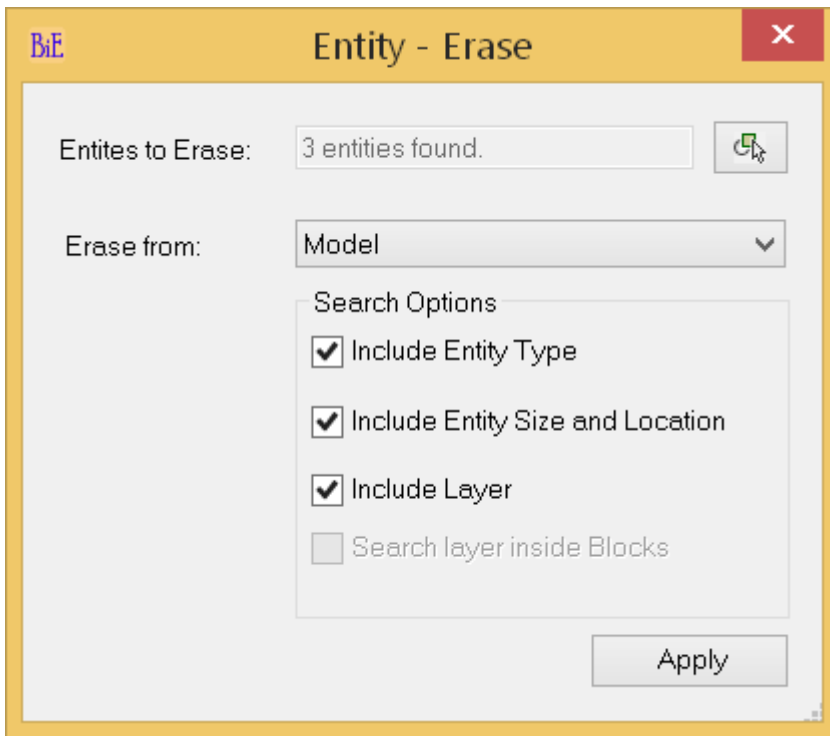 BiE
Entity - Erase
Entites to Erase:
3 entities found.
Erase from:
Model
Search Options
Include Entity Type
Include Entity Size and Location
Include Layer
Search layer inside Blocks
Apply